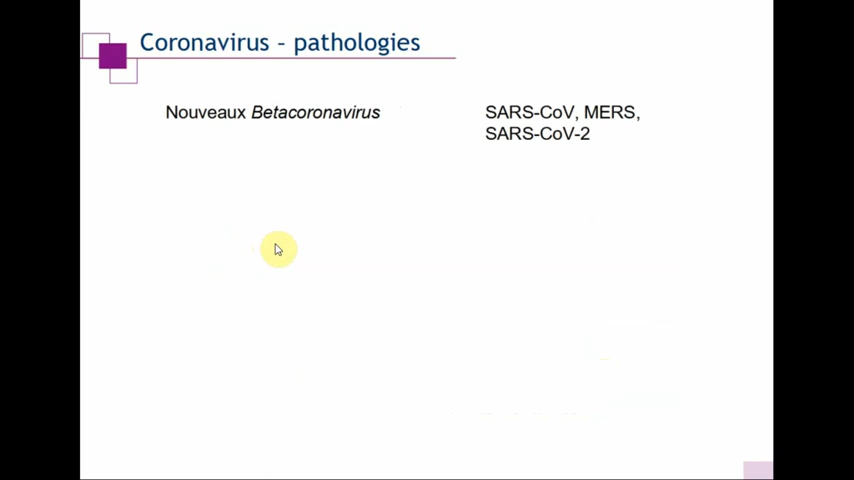 Coronavirus - pathologies
Nouveaux Betacoronavirus
SARS-CoV, MERS,
SARS-CoV-2